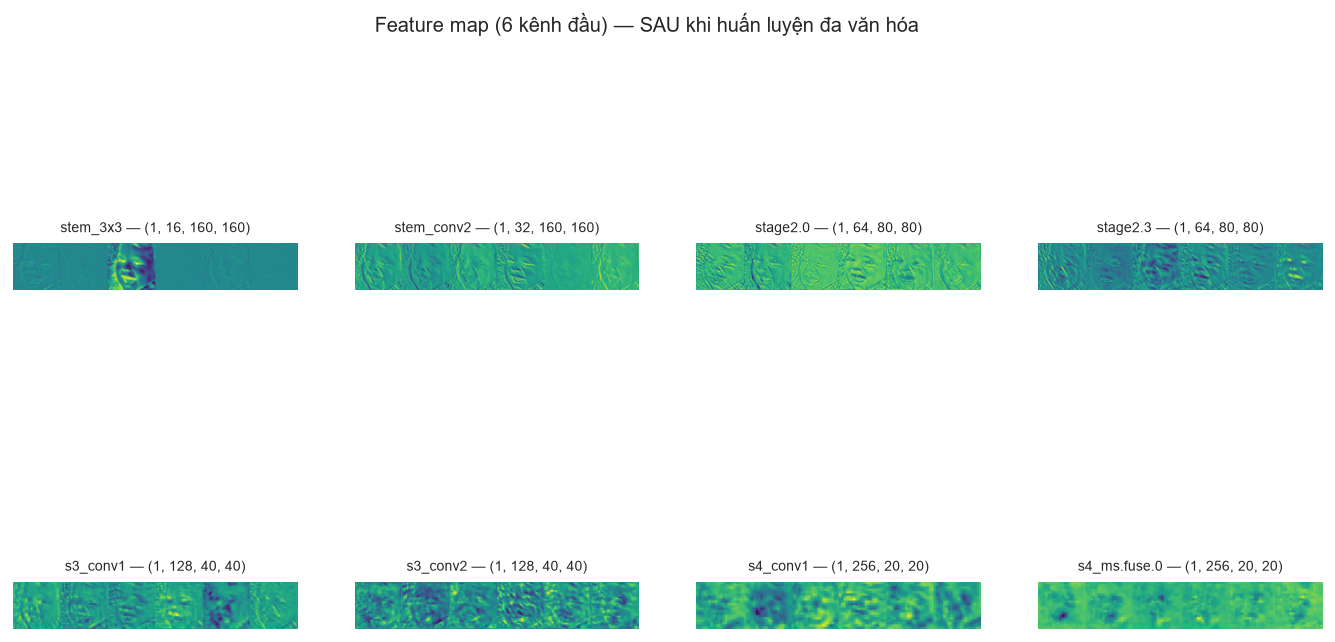 Feature map (6 kênh đầu) — SAU khi huấn luyện đa văn hóa
stem_3x3 — (1, 16, 160, 160)
stem_conv2 — (1, 32, 160, 160)
stage2.0 — (1, 64, 80, 80)
stage2.3 — (1, 64, 80, 80)
s3_conv1 — (1, 128, 40, 40)
s3_conv2 — (1, 128, 40, 40)
s4_conv1 — (1, 256, 20, 20)
s4_ms.fuse.0 — (1, 256, 20, 20)